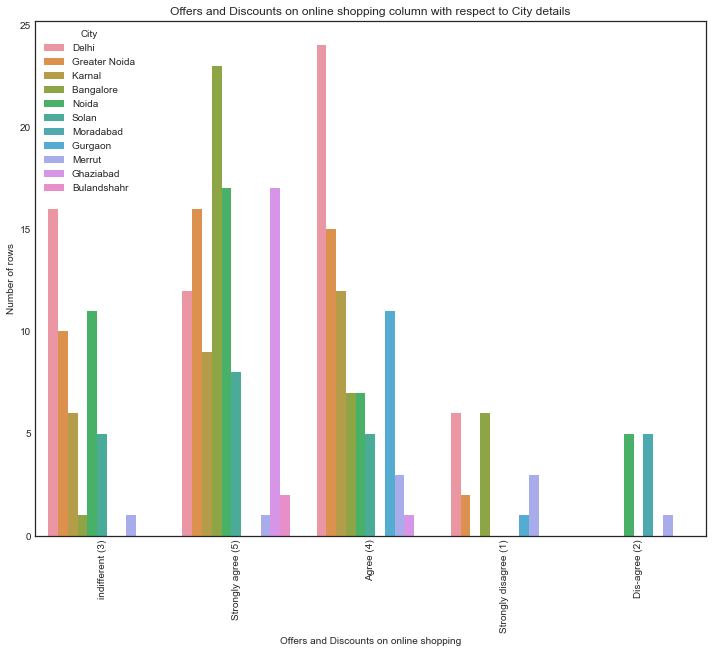 Offers and Discounts on online shopping column with respect to City details
25
20
15
10
5
0
Number of rows
City
Delhi
Greater Noida
Karnal
Bangalore
Noida
Solan
Moradabad
Gurgaon
Merrut
Ghaziabad
Bulandshahr
indifferent (3)
Strongly agree (5)
Agree (4)
Strongly disagree (1)
Dis-agree (2)
Offers and Discounts on online shopping